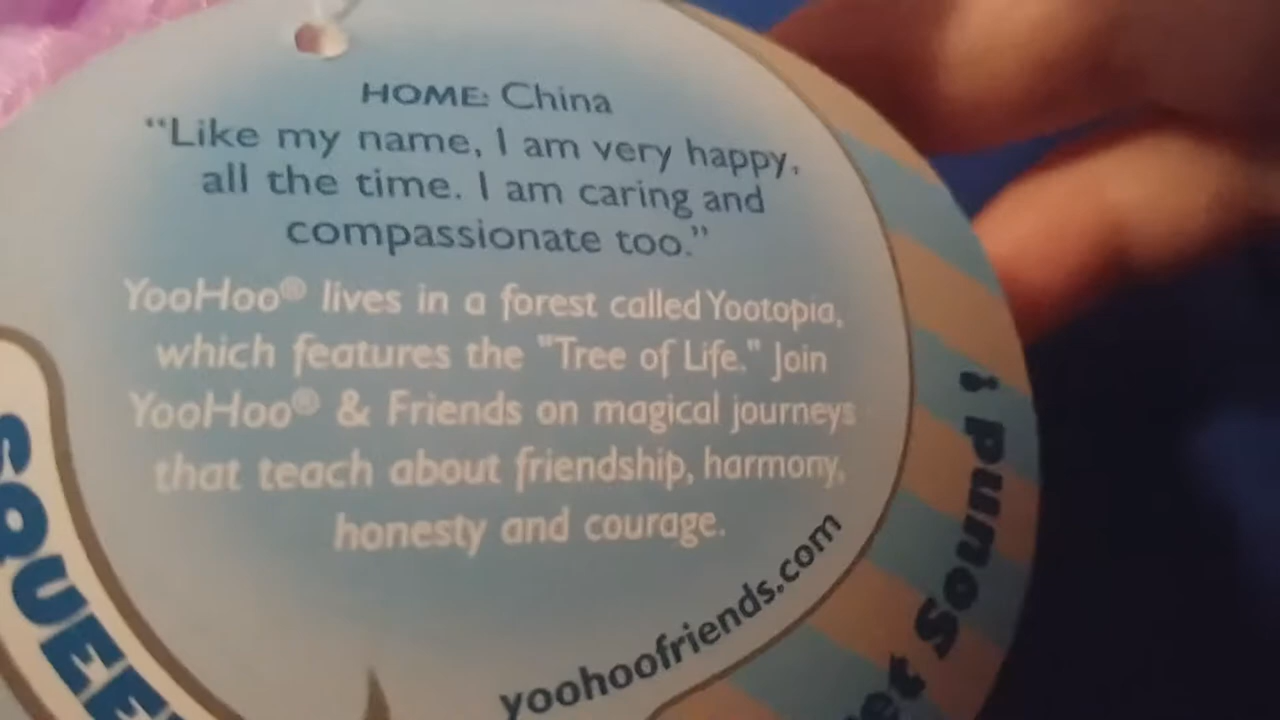 HOME: China
“Like my name, I am very happy,
all the time. I am caring and
compassionate too.”
YooHoo® lives in a forest called Yootopia,
which features the "Tree of Life." Join
YooHoo® & Friends on magical journeys
that teach about friendship, harmony,
honesty and courage.
yoohoofriends.com
Sound !